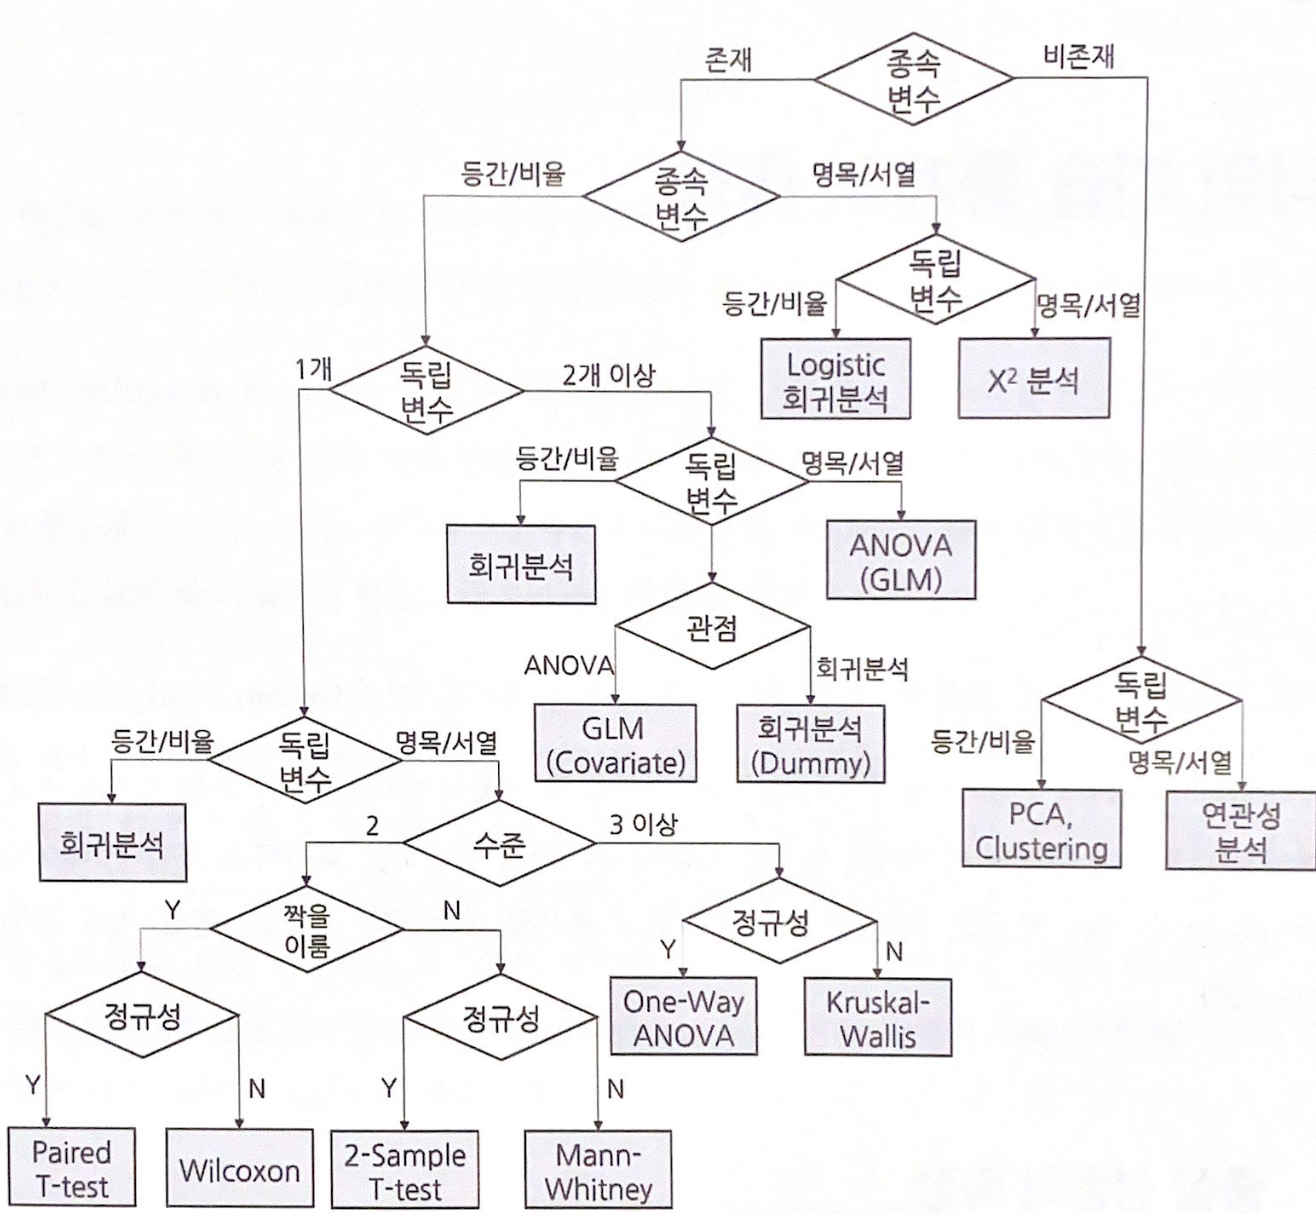 존재
종속
변수
비존재
등간/비율
종속
변수
명목/서열
독립
변수
등간/비율
명목/서열
Logistic
회귀분석
X² 분석
1개
독립
변수
2개 이상
등간/비율
독립
변수
명목/서열
회귀분석
ANOVA
(GLM)
관점
ANOVA
회귀분석
GLM
(Covariate)
회귀분석
(Dummy)
독립
변수
등간/비율
명목/서열
PCA,
Clustering
연관성
분석
등간/비율
독립
변수
명목/서열
회귀분석
2
수준
3 이상
Y
짝을
이룸
N
정규성
Y
N
One-Way
ANOVA
Kruskal-
Wallis
정규성
정규성
Y
N
Y
N
Paired
T-test
Wilcoxon
2-Sample
T-test
Mann-
Whitney